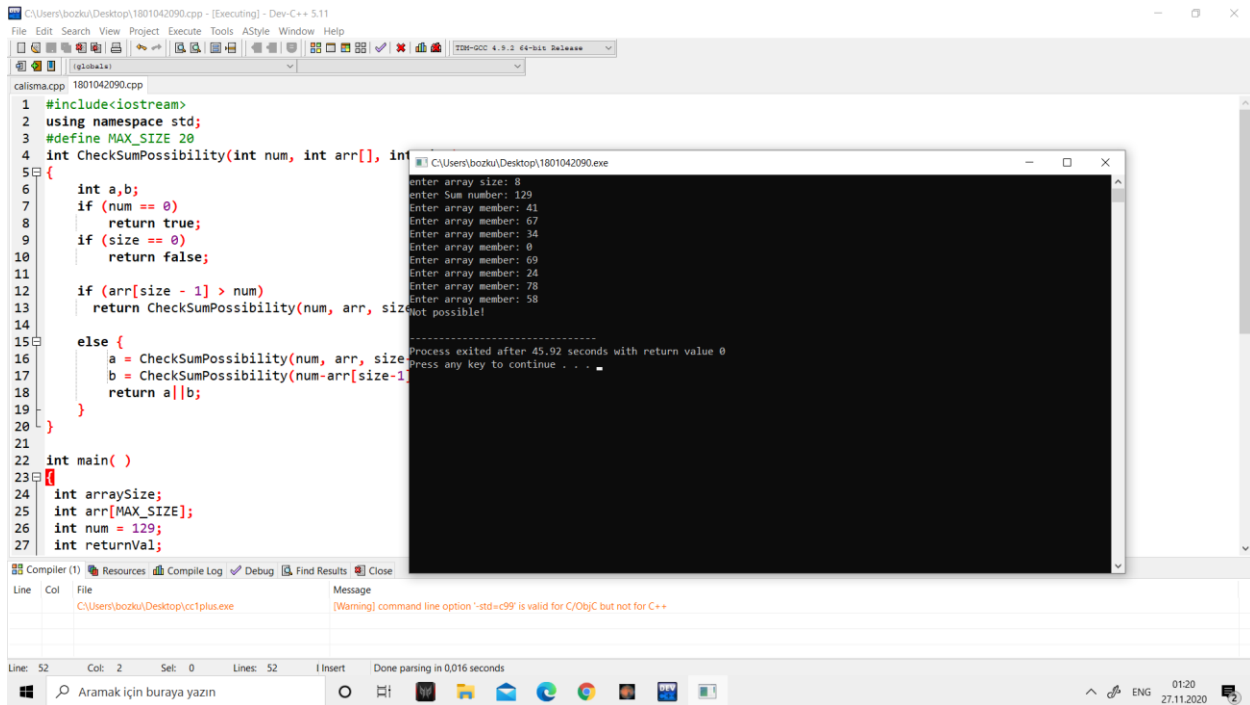 C:\Users\bozku\Desktop\1801042090.cpp - [Executing] - Dev-C++ 5.11
File Edit Search View Project Execute Tools AStyle Window Help
TDM-GCC 4.9.2 64-bit Release
(globals)
calisma.cpp 1801042090.cpp
1 #include<iostream>
2 using namespace std;
3 #define MAX_SIZE 20
4 int CheckSumPossibility(int num, int arr[], int
5 {
6 int a,b;
7 if (num == 0)
8 return true;
9 if (size == 0)
10 return false;
11
12 if (arr[size - 1] > num)
13 return CheckSumPossibility(num, arr, size
14
15 else {
16 a = CheckSumPossibility(num, arr, size-
17 b = CheckSumPossibility(num-arr[size-1]
18 return a||b;
19 }
20 }
21
22 int main( )
23 {
24 int arraySize;
25 int arr[MAX_SIZE];
26 int num = 129;
27 int returnVal;
C:\Users\bozku\Desktop\1801042090.exe
enter array size: 8
enter Sum number: 129
Enter array member: 41
Enter array member: 67
Enter array member: 34
Enter array member: 0
Enter array member: 69
Enter array member: 24
Enter array member: 78
Enter array member: 58
Not possible!
--------------------------------
Process exited after 45.92 seconds with return value 0
Press any key to continue . . .
Compiler (1) Resources Compile Log Debug Find Results Close
Line Col File Message
C:\Users\bozku\Desktop\cc1plus.exe [Warning] command line option '-std=c99' is valid for C/ObjC but not for C++
Line: 52 Col: 2 Sel: 0 Lines: 52 Insert Done parsing in 0,016 seconds
Aramak için buraya yazın
DEV
ENG
01:20
27.11.2020
2